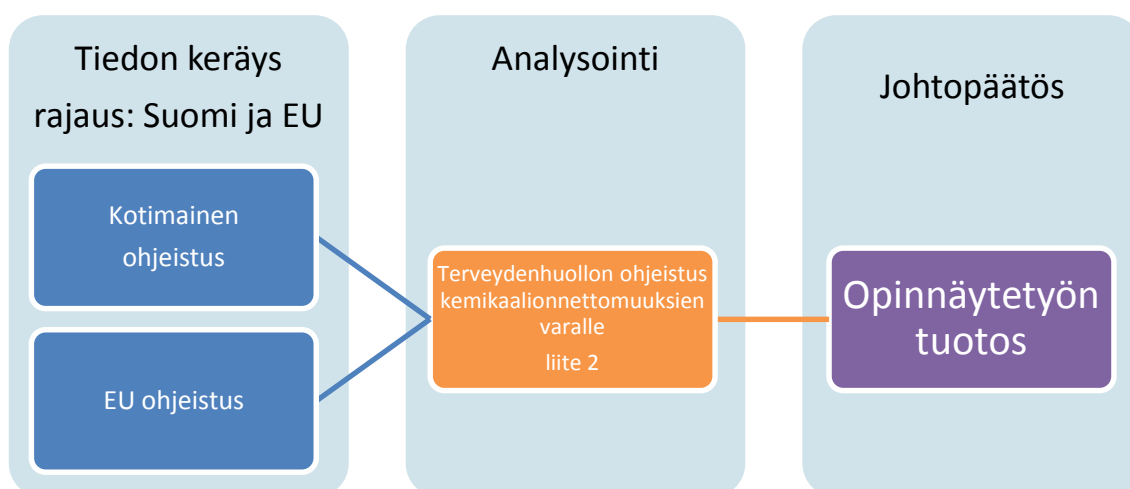 Tiedon keräys
rajaus: Suomi ja EU
Kotimainen
ohjeistus
EU ohjeistus
Analysointi
Terveydenhuollon ohjeistus
kemikaalionnettomuuksien
varalle
liite 2
Johtopäätös
Opinnäytetyön
tuotos